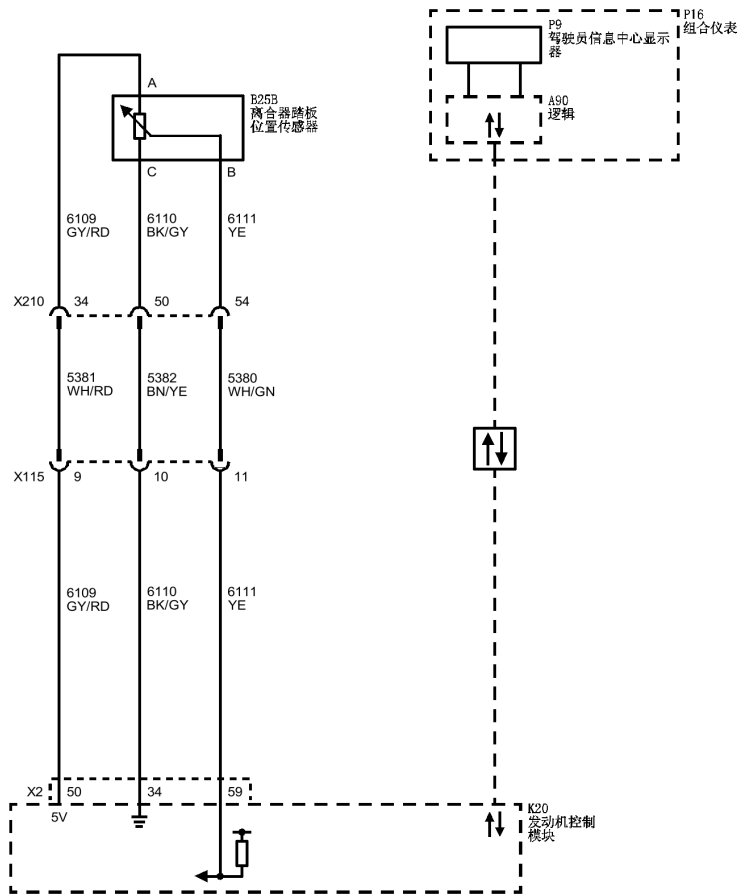 P16
组合仪表
P9
驾驶员信息中心显示
器
A90
逻辑
A
B25B
离合器踏板
位置传感器
C
B
6109
GY/RD
6110
BK/GY
6111
YE
X210
34
50
54
5381
WH/RD
5382
BN/YE
5380
WH/GN
X115
9
10
11
6109
GY/RD
6110
BK/GY
6111
YE
X2
50
34
59
5V
K20
发动机控制
模块